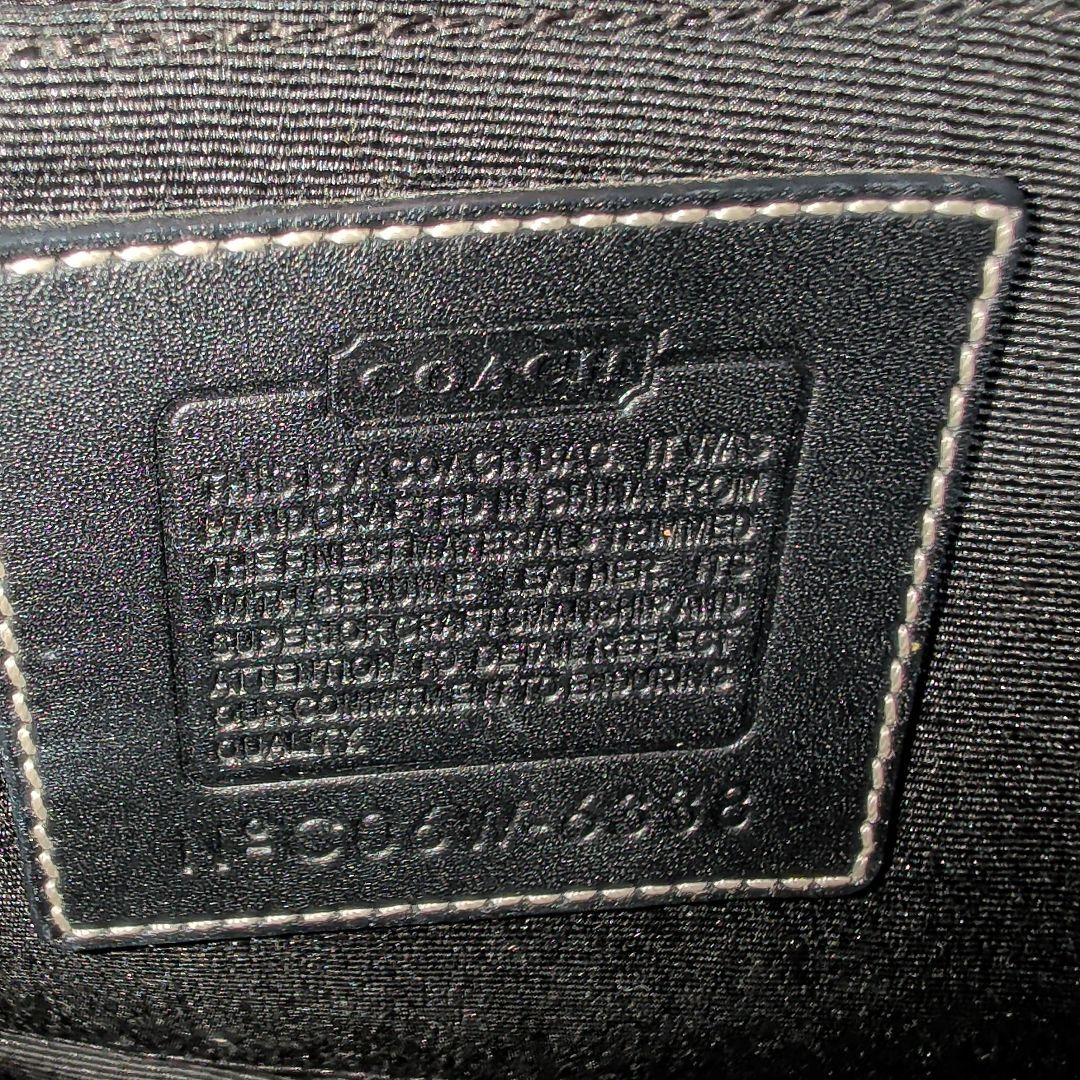 COACH
THIS IS A COACH BAG. IT WAS
HANDCRAFTED IN CHINA FROM
THE FINEST MATERIALS TRIMMED
WITH GENUINE LEATHER. ITS
SUPERIOR CRAFTSMANSHIP AND
ATTENTION TO DETAIL REFLECT
OUR COMMITMENT TO ENDURING
QUALITY.